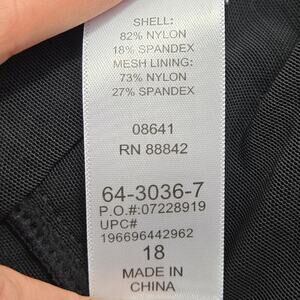 SHELL:
82% NYLON
18% SPANDEX
MESH LINING:
73% NYLON
27% SPANDEX
08641
RN 88842
64-3036-7
P.O.#:07228919
UPC#
196696442962
18
MADE IN
CHINA